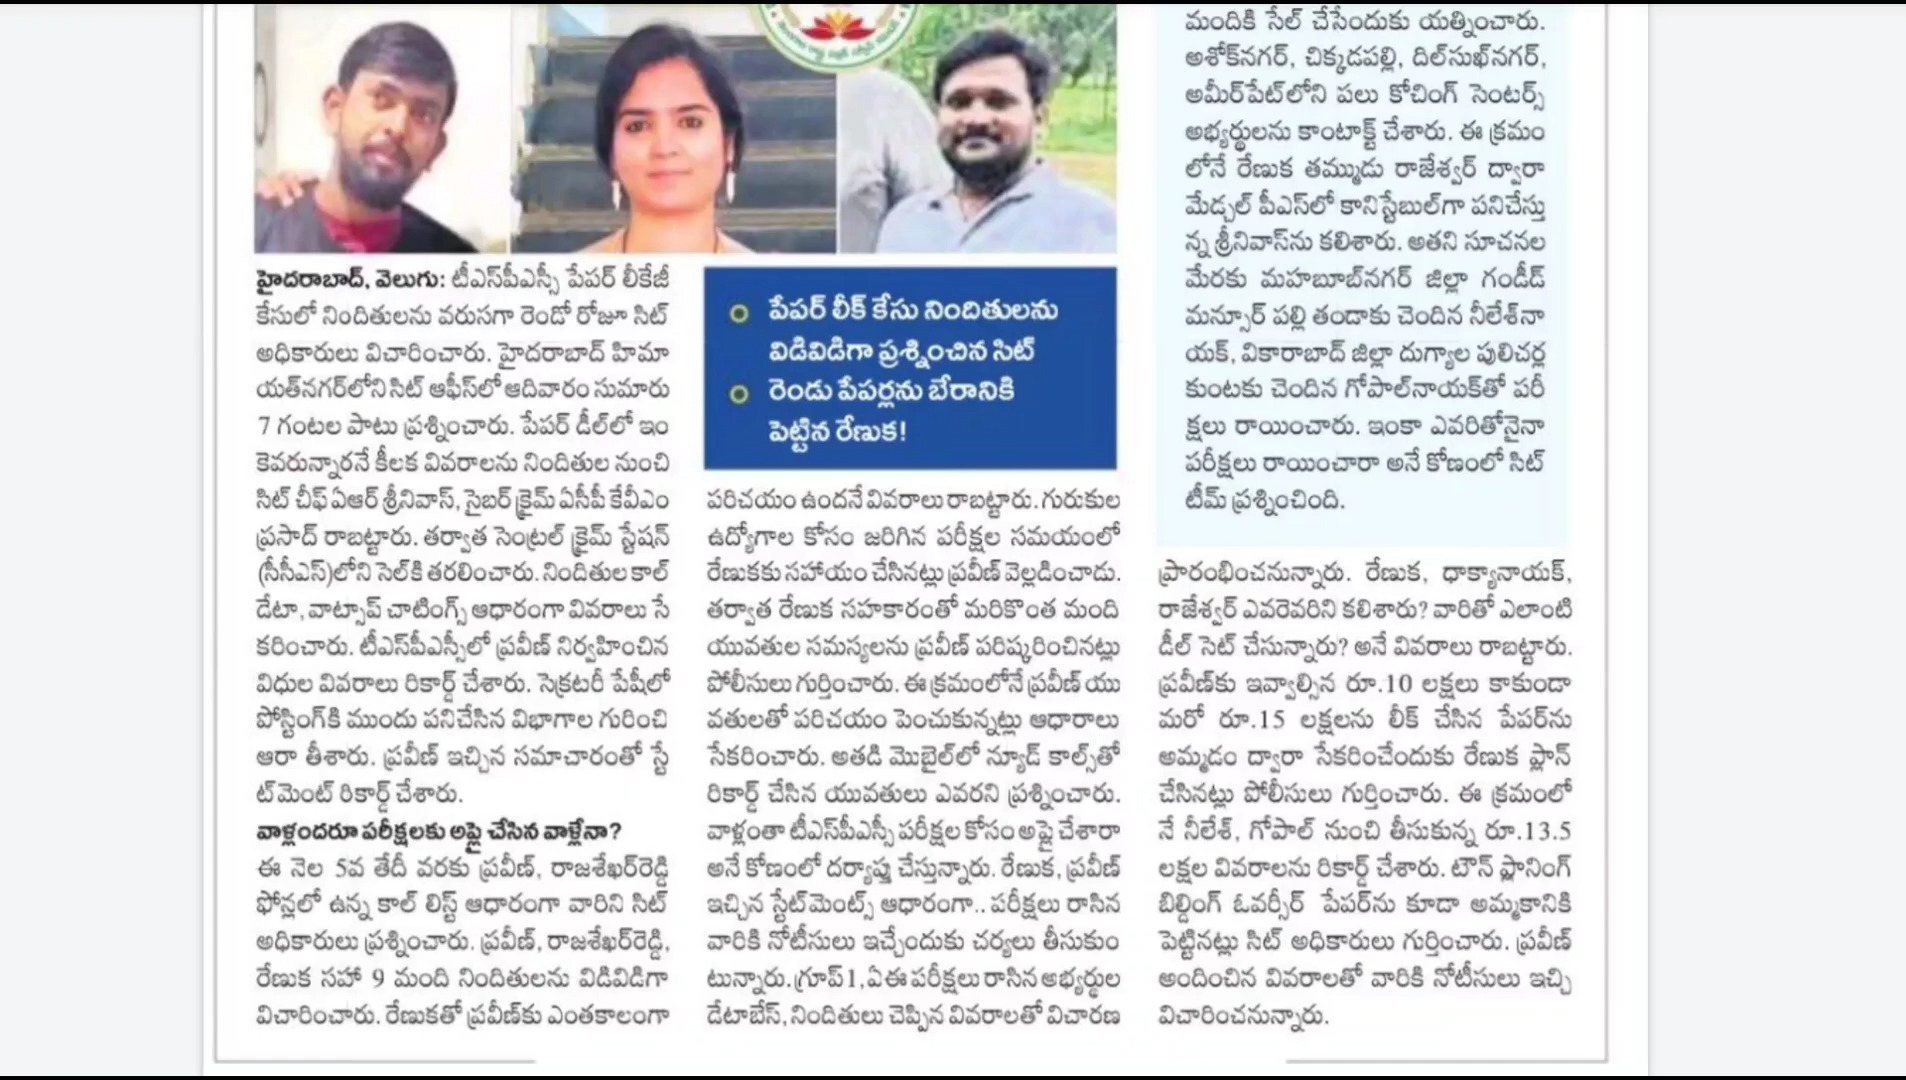 హైదరాబాద్, వెలుగు: టీఎస్‌పీఎస్సీ పేపర్ లీకేజీ
కేసులో నిందితులను వరుసగా రెండో రోజూ సిట్
అధికారులు విచారించారు. హైదరాబాద్ హిమా
యత్‌నగర్‌లోని సిట్ ఆఫీస్‌లో ఆదివారం సుమారు
7 గంటల పాటు ప్రశ్నించారు. పేపర్ డీల్‌లో ఇం
కెవరున్నారనే కీలక వివరాలను నిందితుల నుంచి
సిట్ చీఫ్ ఏఆర్ శ్రీనివాస్, సైబర్ క్రైమ్ ఏసీపీ కేవీఎం
ప్రసాద్ రాబట్టారు. తర్వాత సెంట్రల్ క్రైమ్ స్టేషన్
(సీసీఎస్)లోని సెల్‌కి తరలించారు. నిందితుల కాల్
డేటా, వాట్సాప్ చాటింగ్స్ ఆధారంగా వివరాలు సే
కరించారు. టీఎస్‌పీఎస్సీలో ప్రవీణ్ నిర్వహించిన
విధుల వివరాలు రికార్డ్ చేశారు. సెక్రటరీ పేషీలో
పోస్టింగ్‌కి ముందు పనిచేసిన విభాగాల గురించి
ఆరా తీశారు. ప్రవీణ్ ఇచ్చిన సమాచారంతో స్టే
ట్‌మెంట్ రికార్డ్ చేశారు.
వాళ్లందరూ పరీక్షలకు అప్లై చేసిన వాళ్లేనా?
ఈ నెల 5వ తేదీ వరకు ప్రవీణ్, రాజశేఖర్‌రెడ్డి
ఫోన్లలో ఉన్న కాల్ లిస్ట్ ఆధారంగా వారిని సిట్
అధికారులు ప్రశ్నించారు. ప్రవీణ్, రాజశేఖర్‌రెడ్డి,
రేణుక సహా 9 మంది నిందితులను విడివిడిగా
విచారించారు. రేణుకతో ప్రవీణ్‌కు ఎంతకాలంగా
పేపర్ లీక్ కేసు నిందితులను
విడివిడిగా ప్రశ్నించిన సిట్
రెండు పేపర్లను బేరానికి
పెట్టిన రేణుక!
పరిచయం ఉందనే వివరాలు రాబట్టారు. గురుకుల
ఉద్యోగాల కోసం జరిగిన పరీక్షల సమయంలో
రేణుకకు సహాయం చేసినట్లు ప్రవీణ్ వెల్లడించాడు.
తర్వాత రేణుక సహకారంతో మరికొంత మంది
యువతుల సమస్యలను ప్రవీణ్ పరిష్కరించినట్లు
పోలీసులు గుర్తించారు. ఈ క్రమంలోనే ప్రవీణ్ యు
వతులతో పరిచయం పెంచుకున్నట్లు ఆధారాలు
సేకరించారు. అతడి మొబైల్‌లో న్యూడ్ కాల్స్‌తో
రికార్డ్ చేసిన యువతులు ఎవరని ప్రశ్నించారు.
వాళ్లంతా టీఎస్‌పీఎస్సీ పరీక్షల కోసం అప్లై చేశారా
అనే కోణంలో దర్యాప్తు చేస్తున్నారు. రేణుక, ప్రవీణ్
ఇచ్చిన స్టేట్‌మెంట్స్ ఆధారంగా.. పరీక్షలు రాసిన
వారికి నోటీసులు ఇచ్చేందుకు చర్యలు తీసుకుం
టున్నారు. గ్రూప్ 1, ఏఈ పరీక్షలు రాసిన అభ్యర్థుల
డేటాబేస్, నిందితులు చెప్పిన వివరాలతో విచారణ
మందికి సేల్ చేసేందుకు యత్నించారు.
అశోక్‌నగర్, చిక్కడపల్లి, దిల్‌సుఖ్‌నగర్,
అమీర్‌పేట్‌లోని పలు కోచింగ్ సెంటర్స్
అభ్యర్థులను కాంటాక్ట్ చేశారు. ఈ క్రమం
లోనే రేణుక తమ్ముడు రాజేశ్వర్ ద్వారా
మేడ్చల్ పీఎస్‌లో కానిస్టేబుల్‌గా పనిచేస్తు
న్న శ్రీనివాస్‌ను కలిశారు. అతని సూచనల
మేరకు మహబూబ్‌నగర్ జిల్లా గండీడ్
మన్సూర్ పల్లి తండాకు చెందిన నీలేశ్‌నా
యక్, వికారాబాద్ జిల్లా దుగ్యాల పులిచర్ల
కుంటకు చెందిన గోపాల్‌నాయక్‌తో పరీ
క్షలు రాయించారు. ఇంకా ఎవరితోనైనా
పరీక్షలు రాయించారా అనే కోణంలో సిట్
టీమ్ ప్రశ్నించింది.
ప్రారంభించనున్నారు. రేణుక, ఢాక్యానాయక్,
రాజేశ్వర్ ఎవరెవరిని కలిశారు? వారితో ఎలాంటి
డీల్ సెట్ చేసున్నారు? అనే వివరాలు రాబట్టారు.
ప్రవీణ్‌కు ఇవ్వాల్సిన రూ.10 లక్షలు కాకుండా
మరో రూ.15 లక్షలను లీక్ చేసిన పేపర్‌ను
అమ్మడం ద్వారా సేకరించేందుకు రేణుక ప్లాన్
చేసినట్లు పోలీసులు గుర్తించారు. ఈ క్రమంలో
నే నీలేశ్, గోపాల్ నుంచి తీసుకున్న రూ.13.5
లక్షల వివరాలను రికార్డ్ చేశారు. టౌన్ ప్లానింగ్
బిల్డింగ్ ఓవర్సీర్ పేపర్‌ను కూడా అమ్మకానికి
పెట్టినట్లు సిట్ అధికారులు గుర్తించారు. ప్రవీణ్
అందించిన వివరాలతో వారికి నోటీసులు ఇచ్చి
విచారించనున్నారు.